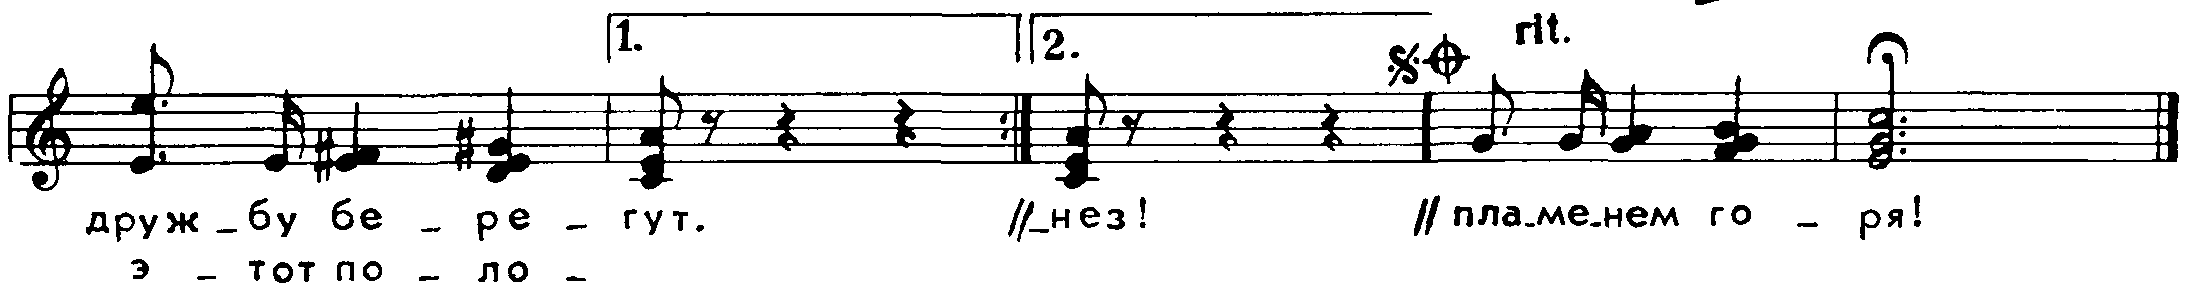 1. 2. rit.
друж_бу бе _ ре _ гут. //_нез! // пла_ме_нем го _ ря!
э _ тот по _ ло _